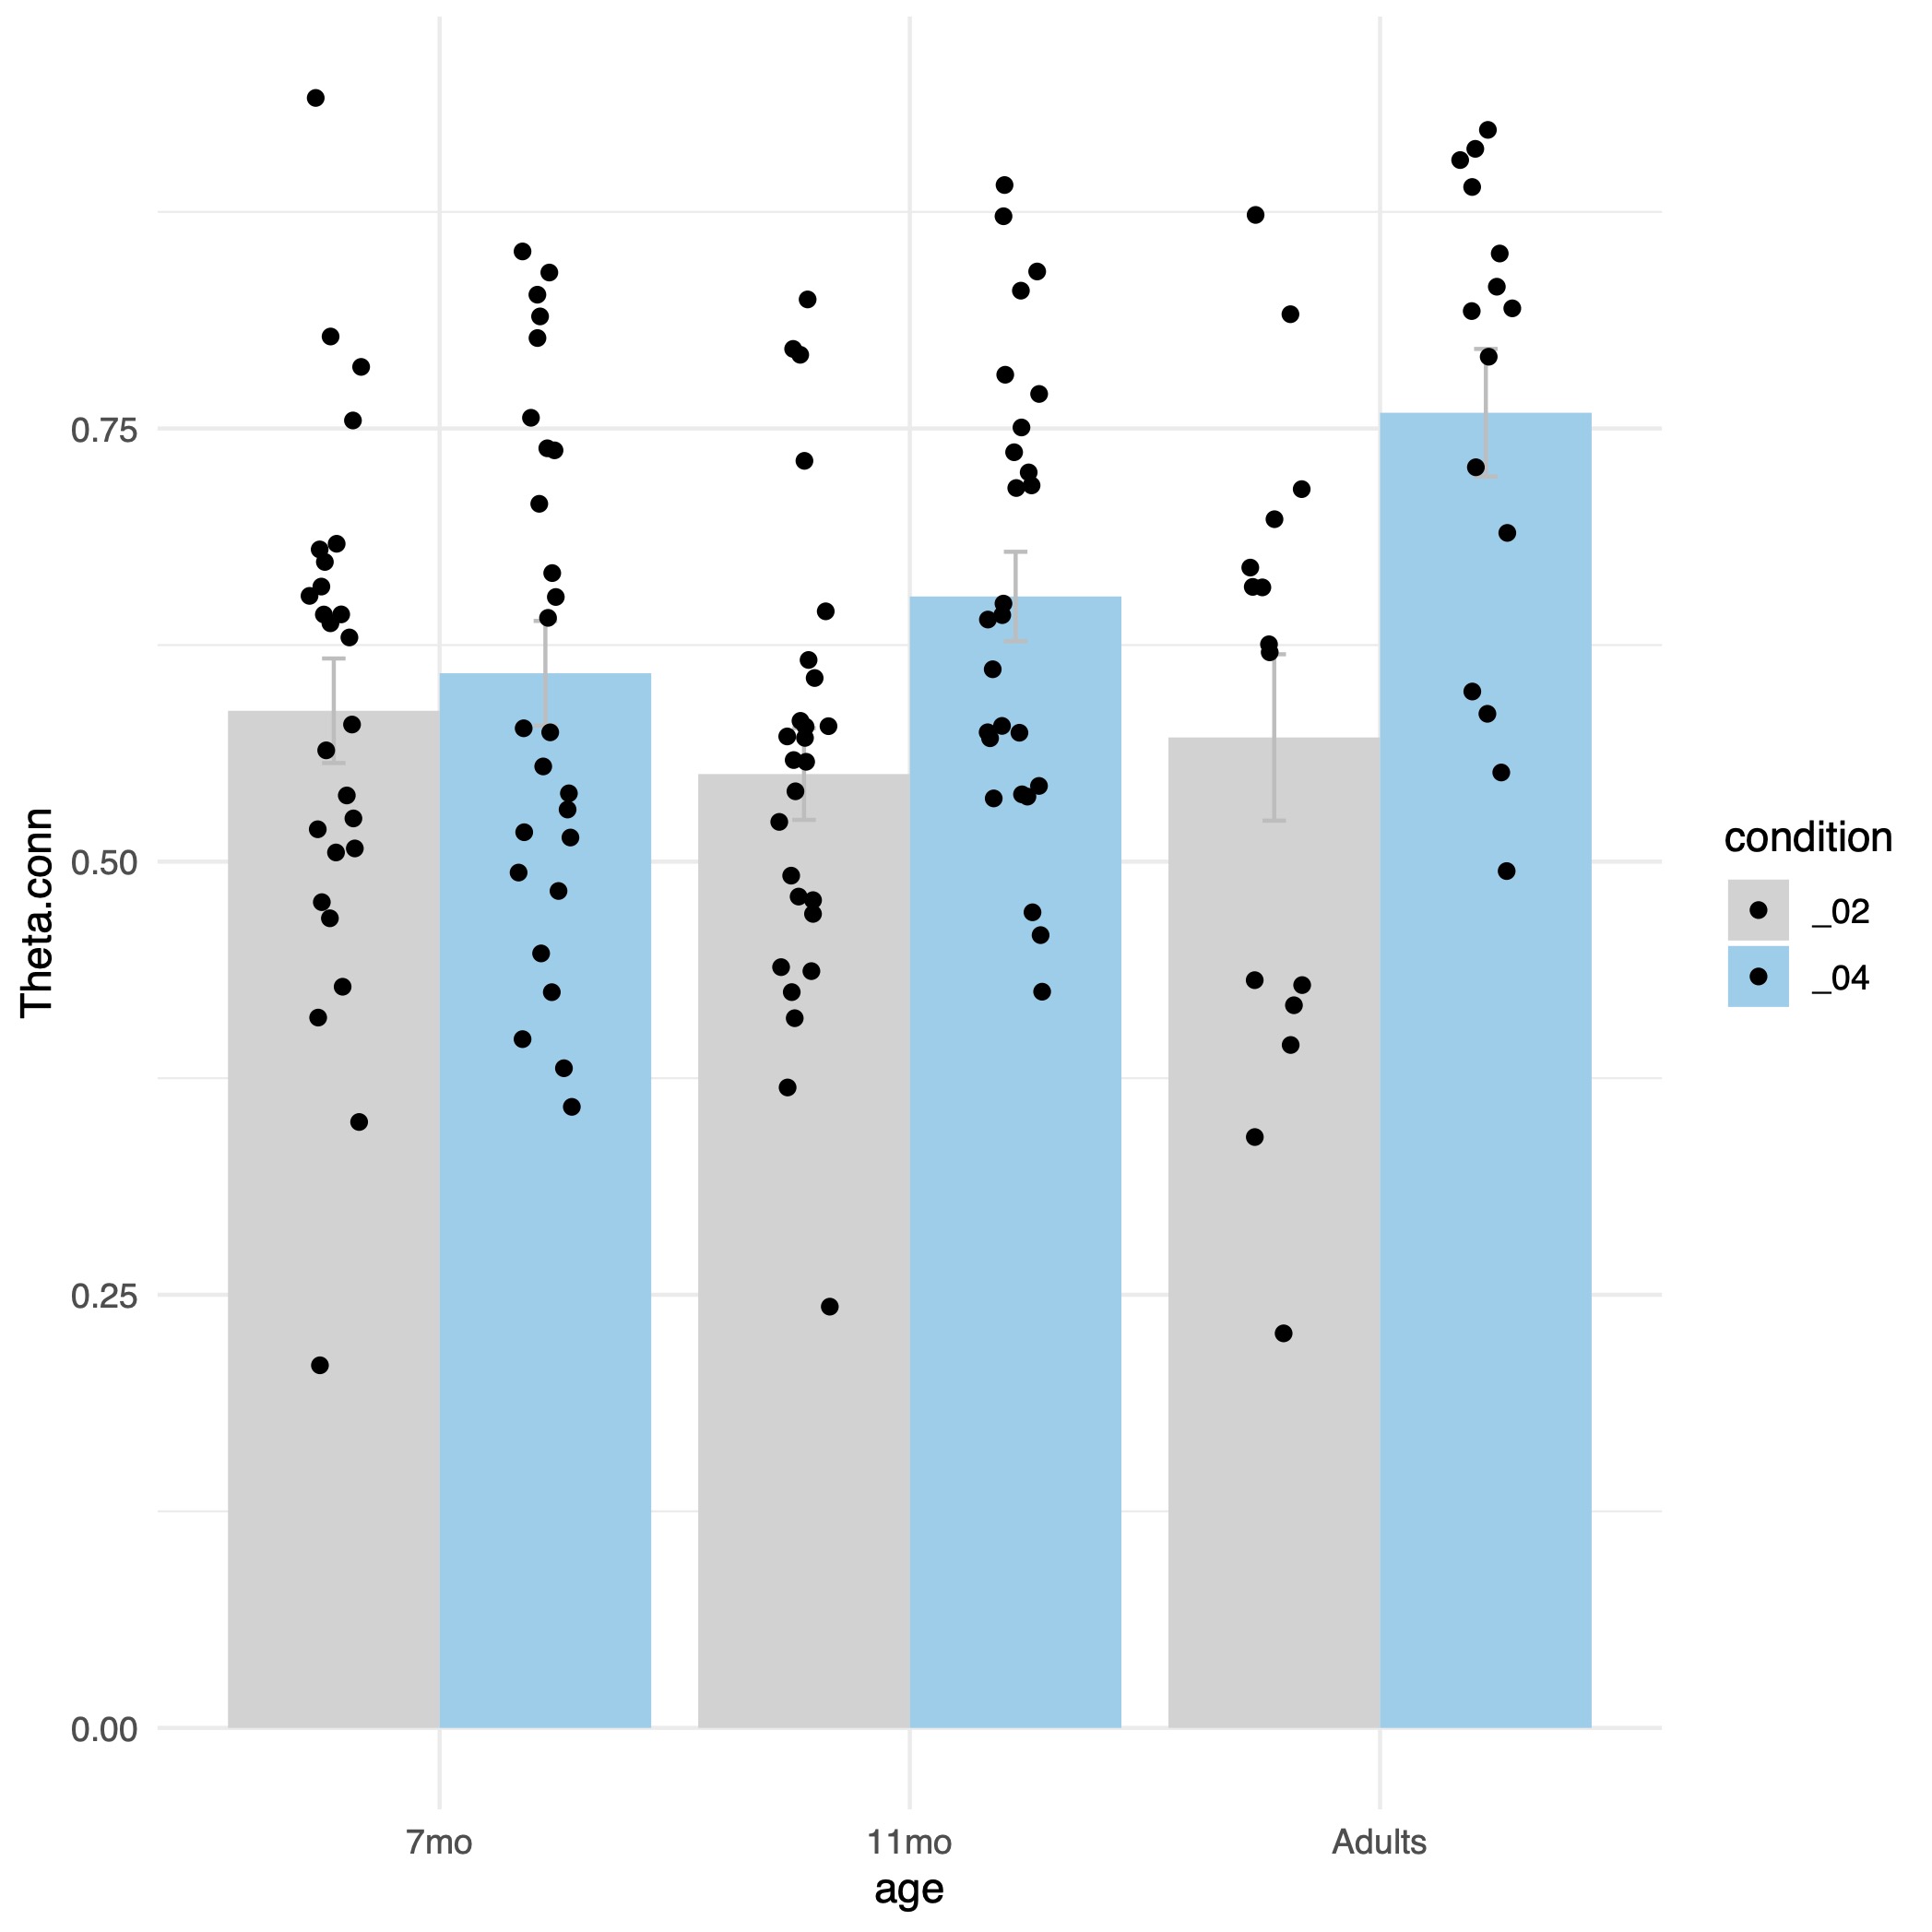 Theta.conn
0.75
0.50
0.25
0.00
7mo
11mo
Adults
age
condition
_02
_04